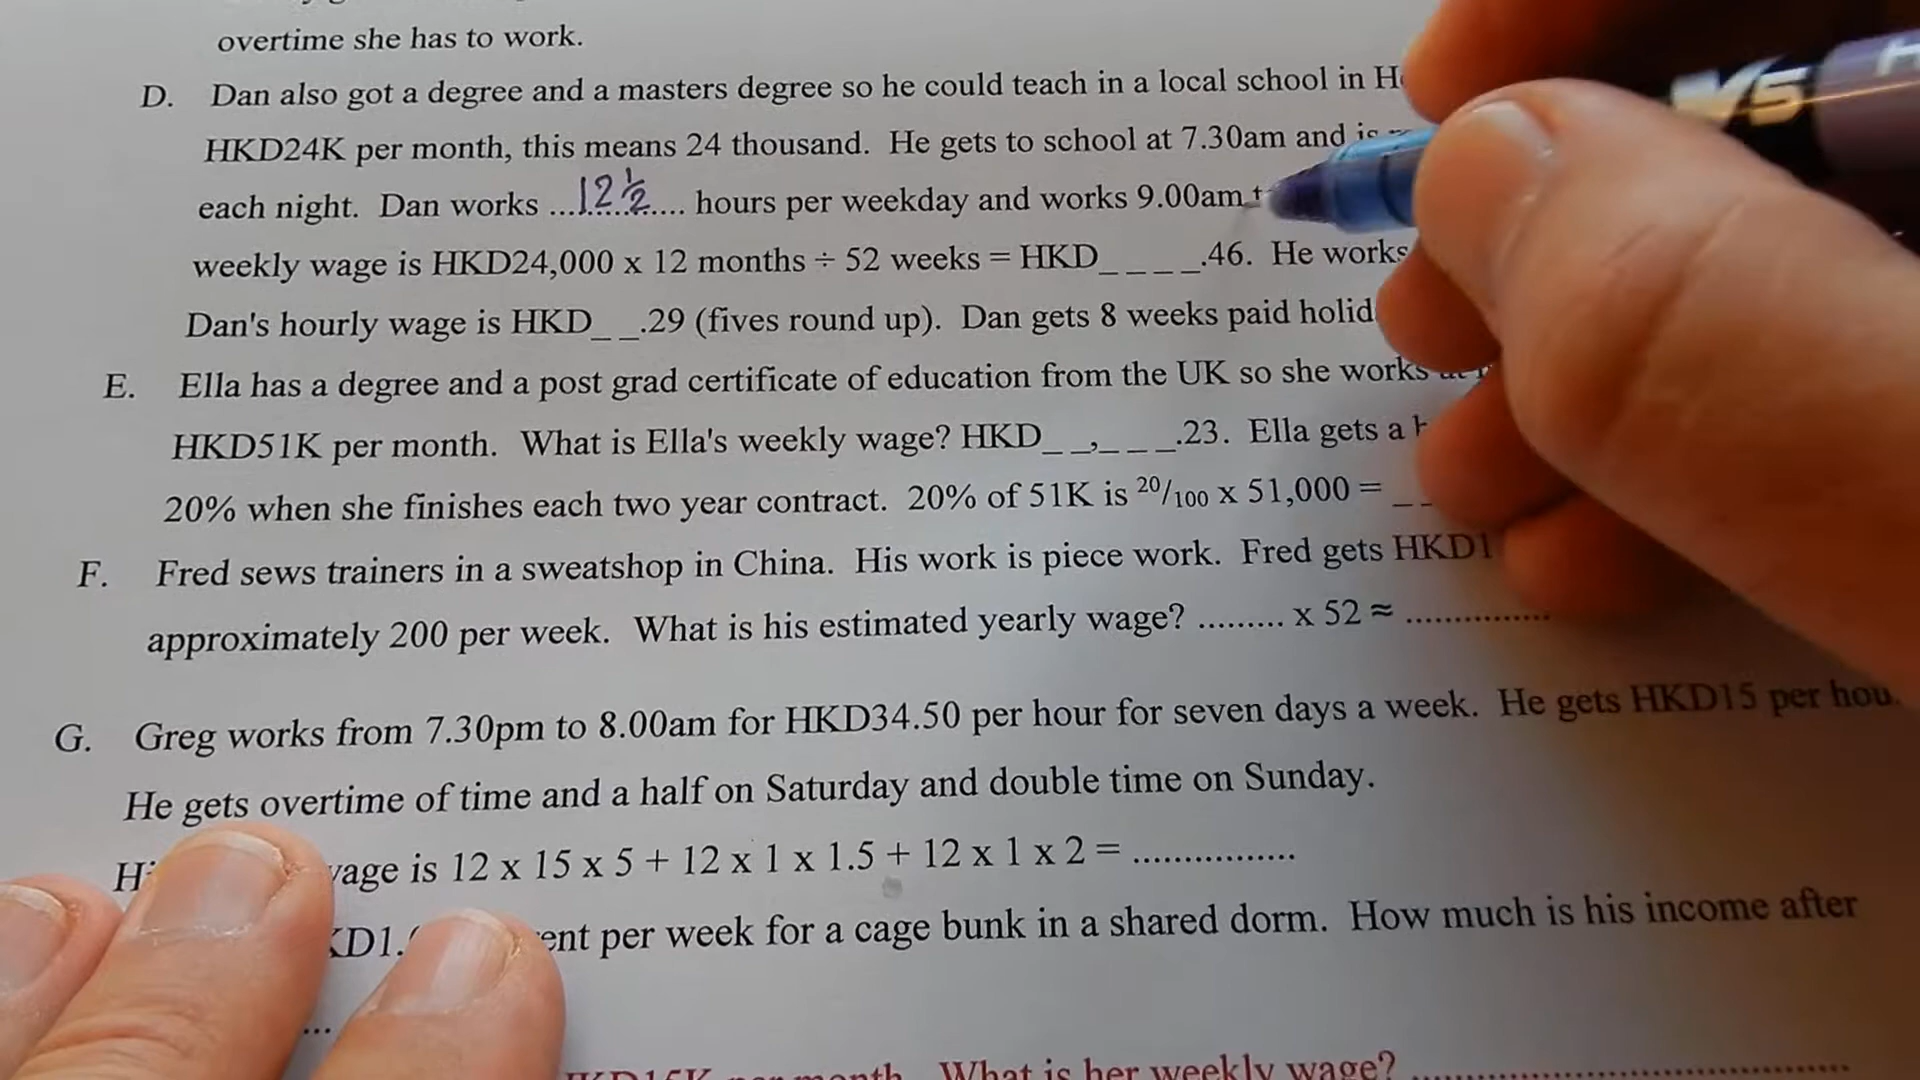 overtime she has to work.
D. Dan also got a degree and a masters degree so he could teach in a local school in
HKD24K per month, this means 24 thousand. He gets to school at 7.30am and is
each night. Dan works ...12 ½... hours per weekday and works 9.00am
weekly wage is HKD24,000 x 12 months ÷ 52 weeks = HKD_ _ _ _.46. He works
Dan's hourly wage is HKD_ _.29 (fives round up). Dan gets 8 weeks paid
E. Ella has a degree and a post grad certificate of education from the UK so she works
HKD51K per month. What is Ella's weekly wage? HKD_ _,_ _ _.23. Ella gets a
20% when she finishes each two year contract. 20% of 51K is 20/100 x 51,000 = _ _
F. Fred sews trainers in a sweatshop in China. His work is piece work. Fred gets HKD1
approximately 200 per week. What is his estimated yearly wage? ......... x 52 ≈ ...............
G. Greg works from 7.30pm to 8.00am for HKD34.50 per hour for seven days a week. He gets HKD15 per
He gets overtime of time and a half on Saturday and double time on Sunday.
is 12 x 15 x 5 + 12 x 1 x 1.5 + 12 x 1 x 2 = ................
per week for a cage bunk in a shared dorm. How much is his income after
...
What is her weekly wage? ................
V5